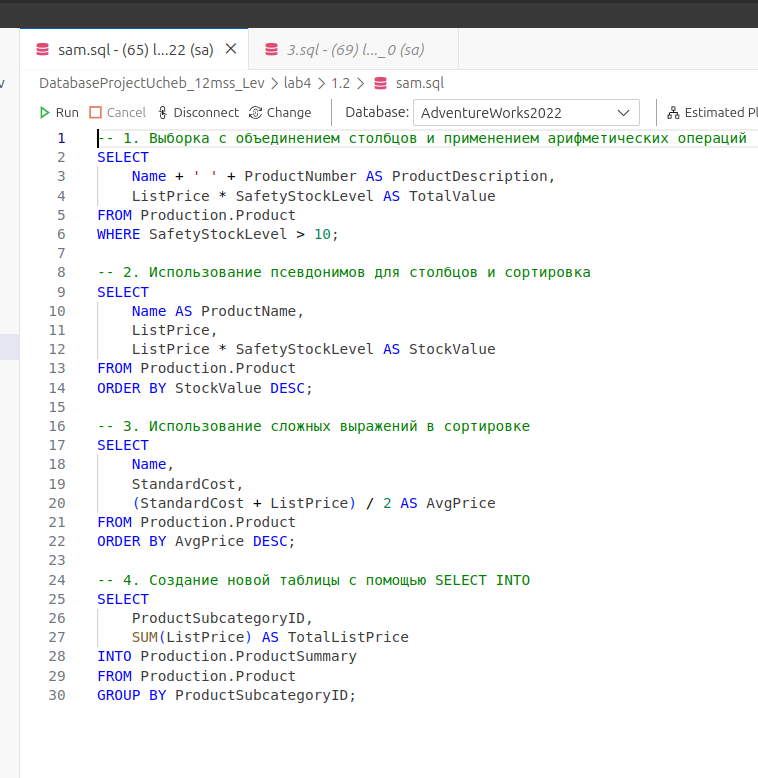 sam.sql - (65) l...22 (sa)
3.sql - (69) l..._0 (sa)
DatabaseProjectUcheb_12mss_Lev > lab4 > 1.2 > sam.sql
Run Cancel Disconnect Change Database: AdventureWorks2022 Estimated Pl
1 -- 1. Выборка с объединением столбцов и применением арифметических операций
2 SELECT
3 Name + ' ' + ProductNumber AS ProductDescription,
4 ListPrice * SafetyStockLevel AS TotalValue
5 FROM Production.Product
6 WHERE SafetyStockLevel > 10;
7
8 -- 2. Использование псевдонимов для столбцов и сортировка
9 SELECT
10 Name AS ProductName,
11 ListPrice,
12 ListPrice * SafetyStockLevel AS StockValue
13 FROM Production.Product
14 ORDER BY StockValue DESC;
15
16 -- 3. Использование сложных выражений в сортировке
17 SELECT
18 Name,
19 StandardCost,
20 (StandardCost + ListPrice) / 2 AS AvgPrice
21 FROM Production.Product
22 ORDER BY AvgPrice DESC;
23
24 -- 4. Создание новой таблицы с помощью SELECT INTO
25 SELECT
26 ProductSubcategoryID,
27 SUM(ListPrice) AS TotalListPrice
28 INTO Production.ProductSummary
29 FROM Production.Product
30 GROUP BY ProductSubcategoryID;